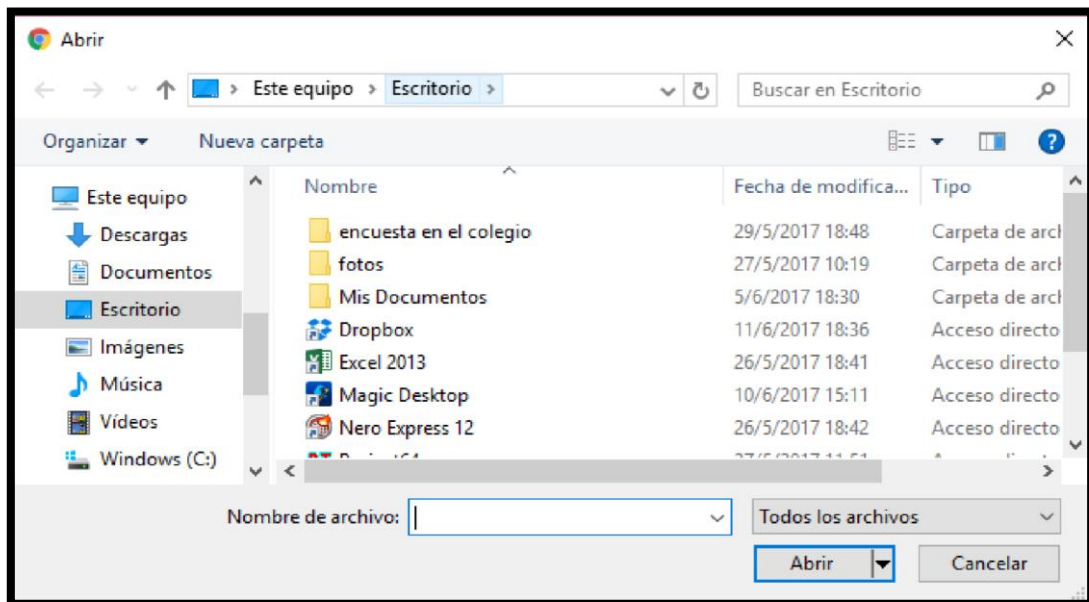 Abrir
Este equipo > Escritorio >
Buscar en Escritorio
Organizar
Nueva carpeta
Este equipo
Descargas
Documentos
Escritorio
Imágenes
Música
Vídeos
Windows (C:)
Nombre Fecha de modifica... Tipo
encuesta en el colegio 29/5/2017 18:48 Carpeta de arch
fotos 27/5/2017 10:19 Carpeta de arch
Mis Documentos 5/6/2017 18:30 Carpeta de arch
Dropbox 11/6/2017 18:36 Acceso directo
Excel 2013 26/5/2017 18:41 Acceso directo
Magic Desktop 10/6/2017 15:11 Acceso directo
Nero Express 12 26/5/2017 18:42 Acceso directo
Nombre de archivo:
Todos los archivos
Abrir
Cancelar